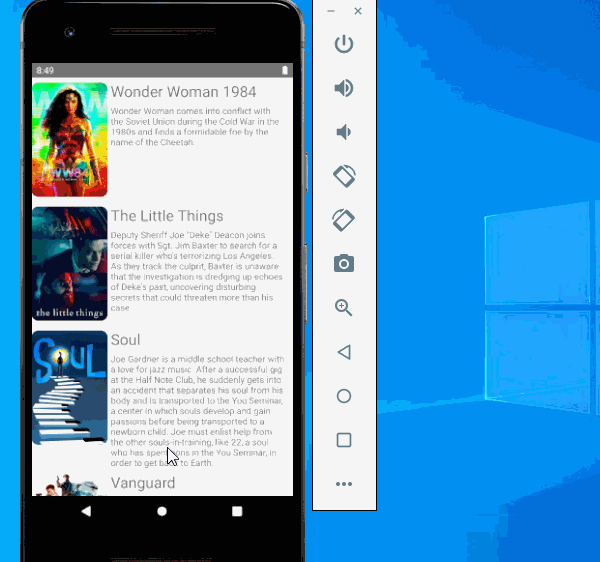 8:49
Wonder Woman 1984
Wonder Woman comes into conflict with
the Soviet Union during the Cold War in the
1980s and finds a formidable foe by the
name of the Cheetah.
WW84
The Little Things
Deputy Sheriff Joe "Deke" Deacon joins
forces with Sgt. Jim Baxter to search for a
serial killer who's terrorizing Los Angeles.
As they track the culprit, Baxter is unaware
that the investigation is dredging up echoes
of Deke's past, uncovering disturbing
secrets that could threaten more than his
case.
the little things
Soul
SOUL
Joe Gardner is a middle school teacher with
a love for jazz music. After a successful gig
at the Half Note Club, he suddenly gets into
an accident that separates his soul from his
body and is transported to the You Seminar,
a center in which souls develop and gain
passions before being transported to a
newborn child. Joe must enlist help from
the other souls-in-training, like 22, a soul
who has spent eons in the You Seminar, in
order to get back to Earth.
Vanguard